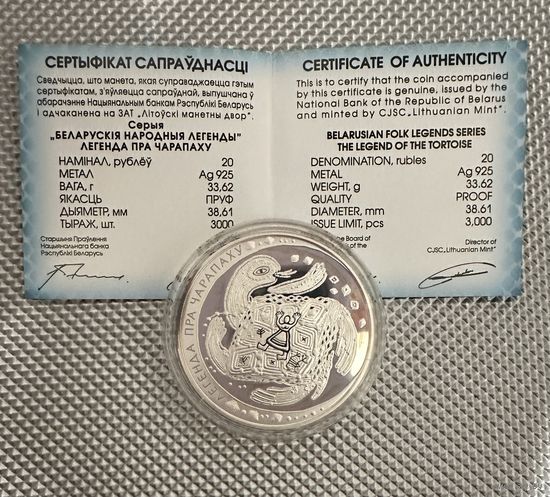 СЕРТЫФІКАТ САПРАЎДНАСЦІ
Сведчыцца, што манета, якая суправаджаецца гэтым
сертыфікатам, з'яўляецца сапраўднай, выпушчана ў
абарачэнне Нацыянальным банкам Рэспублікі Беларусь
і адчаканена на ЗАТ „Літоўскі манетны двор".
Серыя
„БЕЛАРУСКІЯ НАРОДНЫЯ ЛЕГЕНДЫ"
ЛЕГЕНДА ПРА ЧАРАПАХУ
НАМІНАЛ, рублёў 20
МЕТАЛ Ag 925
ВАГА, г 33,62
ЯКАСЦЬ ПРУФ
ДЫЯМЕТР, мм 38,61
ТЫРАЖ, шт. 3000
Старшыня Праўлення
Нацыянальнага банка
Рэспублікі Беларусь
CERTIFICATE OF AUTHENTICITY
This is to certify that the coin accompanied
by this certificate is genuine, issued by the
National Bank of the Republic of Belarus
and minted by CJSC „Lithuanian Mint".
BELARUSIAN FOLK LEGENDS SERIES
THE LEGEND OF THE TORTOISE
DENOMINATION, rubles 20
METAL Ag 925
WEIGHT, g 33.62
QUALITY PROOF
DIAMETER, mm 38.61
ISSUE LIMIT, pcs 3,000
the Board of
of the
Director of
CJSC „Lithuanian Mint"
ЛЕГЕНДА ПРА ЧАРАПАХУ